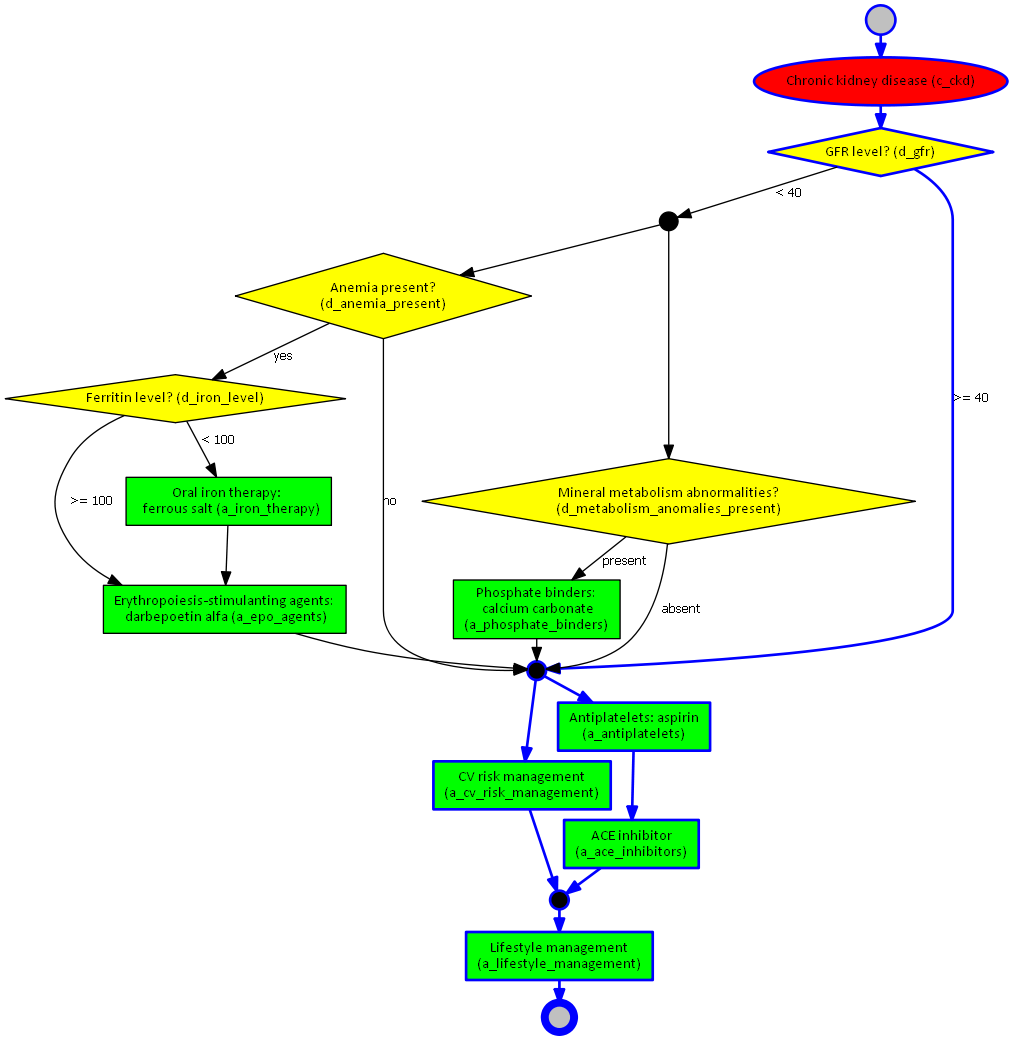 Chronic kidney disease (c_ckd)
GFR level? (d_gfr)
< 40
Anemia present?
(d_anemia_present)
yes
Ferritin level? (d_iron_level)
>= 40
< 100
Oral iron therapy:
ferrous salt (a_iron_therapy)
>= 100
no
Mineral metabolism abnormalities?
(d_metabolism_anomalies_present)
present
Erythropoiesis-stimulanting agents:
darbepoetin alfa (a_epo_agents)
Phosphate binders:
calcium carbonate
(a_phosphate_binders)
absent
Antiplatelets: aspirin
(a_antiplatelets)
CV risk management
(a_cv_risk_management)
ACE inhibitor
(a_ace_inhibitors)
Lifestyle management
(a_lifestyle_management)